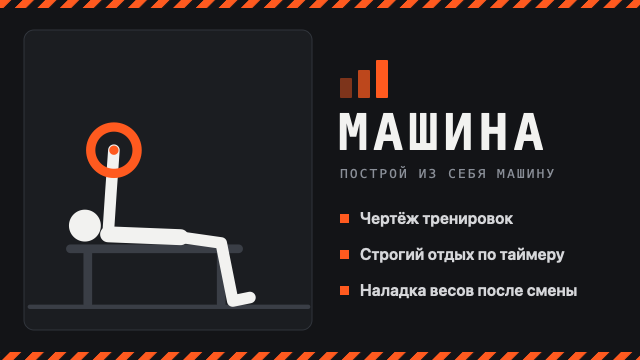 МАШИНА
ПОСТРОЙ ИЗ СЕБЯ МАШИНУ
Чертёж тренировок
Строгий отдых по таймеру
Наладка весов после смены